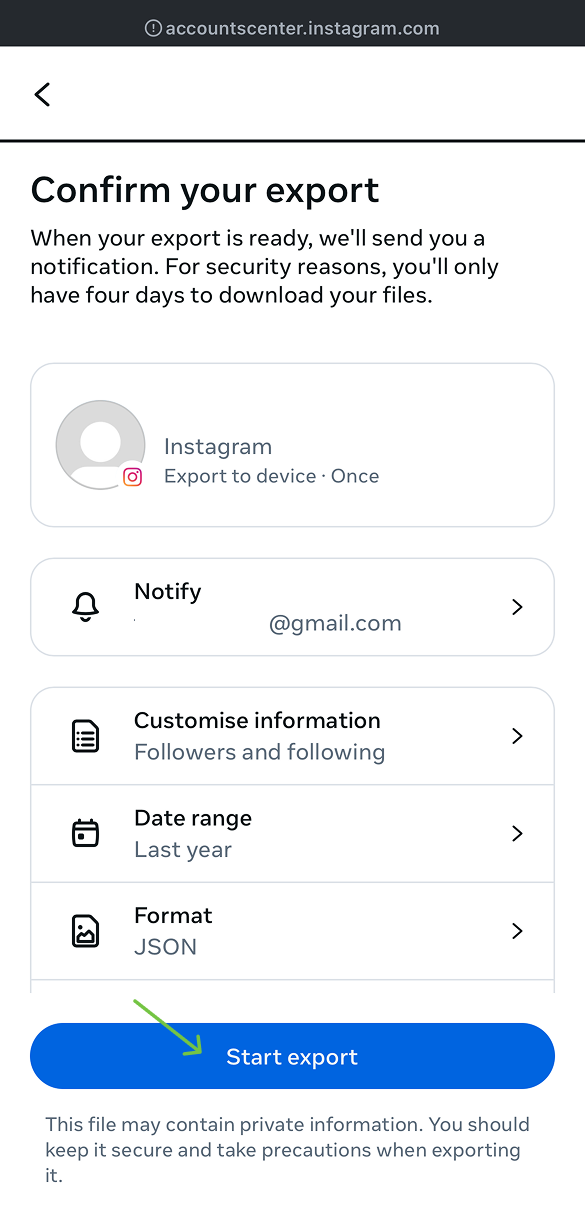 accountscenter.instagram.com
Confirm your export
When your export is ready, we'll send you a
notification. For security reasons, you'll only
have four days to download your files.
Instagram
Export to device · Once
Notify
@gmail.com
Customise information
Followers and following
Date range
Last year
Format
JSON
Start export
This file may contain private information. You should
keep it secure and take precautions when exporting
it.